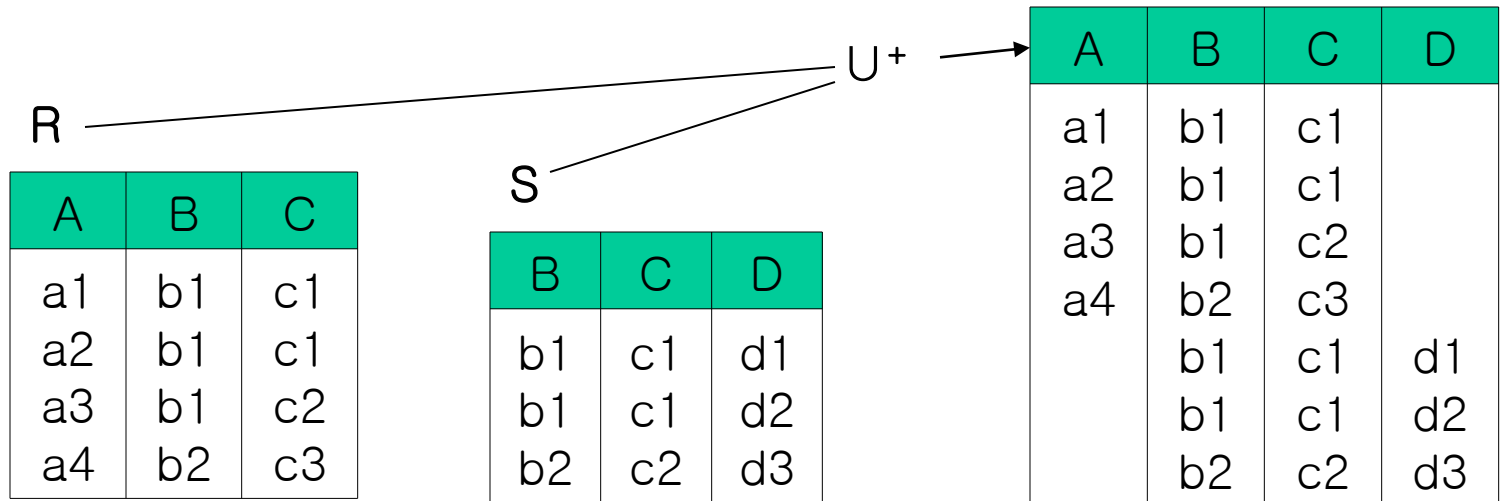 R
A B C
a1 b1 c1
a2 b1 c1
a3 b1 c2
a4 b2 c3
S
B C D
b1 c1 d1
b1 c1 d2
b2 c2 d3
U+
A B C D
a1 b1 c1
a2 b1 c1
a3 b1 c2
a4 b2 c3
b1 c1 d1
b1 c1 d2
b2 c2 d3